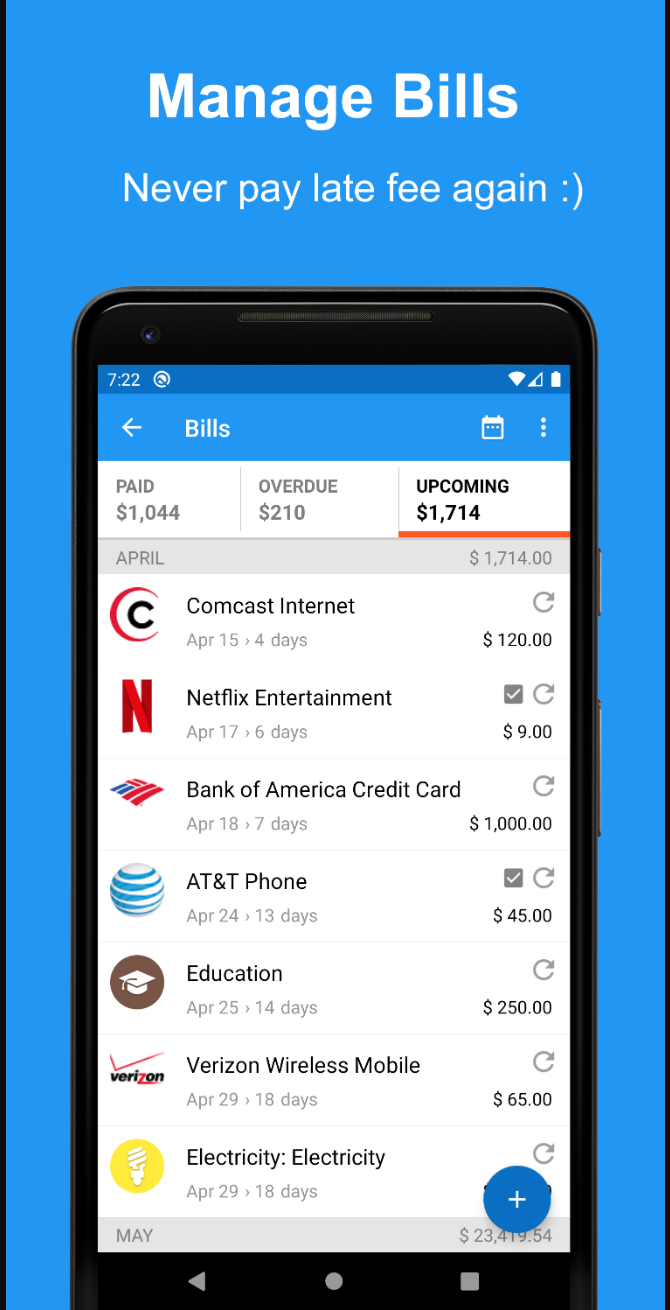 Manage Bills
Never pay late fee again :)
7:22
Bills
PAID
$1,044
OVERDUE
$210
UPCOMING
$1,714
APRIL $ 1,714.00
C
Comcast Internet
Apr 15 › 4 days $ 120.00
N
Netflix Entertainment
Apr 17 › 6 days $ 9.00
Bank of America Credit Card
Apr 18 › 7 days $ 1,000.00
AT&T Phone
Apr 24 › 13 days $ 45.00
Education
Apr 25 › 14 days $ 250.00
verizon
Verizon Wireless Mobile
Apr 29 › 18 days $ 65.00
Electricity: Electricity
Apr 29 › 18 days
+
MAY $ 23,419.54